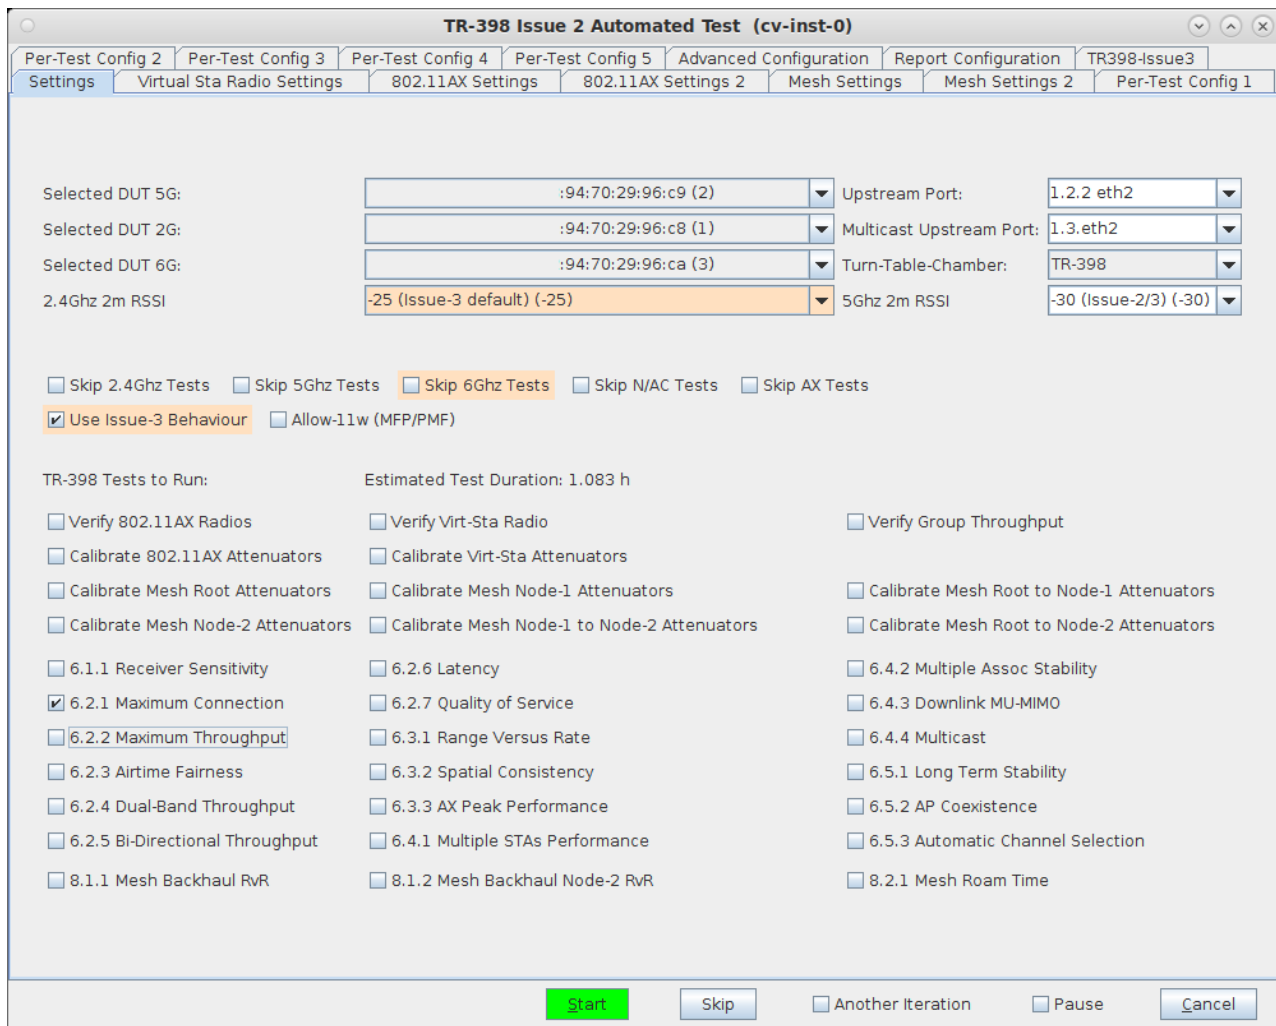 TR-398 Issue 2 Automated Test (cv-inst-0)
Per-Test Config 2 Per-Test Config 3 Per-Test Config 4 Per-Test Config 5 Advanced Configuration Report Configuration TR398-Issue3
Settings Virtual Sta Radio Settings 802.11AX Settings 802.11AX Settings 2 Mesh Settings Mesh Settings 2 Per-Test Config 1
Selected DUT 5G: :94:70:29:96:c9 (2) Upstream Port: 1.2.2 eth2
Selected DUT 2G: :94:70:29:96:c8 (1) Multicast Upstream Port: 1.3.eth2
Selected DUT 6G: :94:70:29:96:ca (3) Turn-Table-Chamber: TR-398
2.4Ghz 2m RSSI -25 (Issue-3 default) (-25) 5Ghz 2m RSSI -30 (Issue-2/3) (-30)
Skip 2.4Ghz Tests Skip 5Ghz Tests Skip 6Ghz Tests Skip N/AC Tests Skip AX Tests
Use Issue-3 Behaviour Allow-11w (MFP/PMF)
TR-398 Tests to Run: Estimated Test Duration: 1.083 h
Verify 802.11AX Radios Verify Virt-Sta Radio Verify Group Throughput
Calibrate 802.11AX Attenuators Calibrate Virt-Sta Attenuators
Calibrate Mesh Root Attenuators Calibrate Mesh Node-1 Attenuators Calibrate Mesh Root to Node-1 Attenuators
Calibrate Mesh Node-2 Attenuators Calibrate Mesh Node-1 to Node-2 Attenuators Calibrate Mesh Root to Node-2 Attenuators
6.1.1 Receiver Sensitivity 6.2.6 Latency 6.4.2 Multiple Assoc Stability
6.2.1 Maximum Connection 6.2.7 Quality of Service 6.4.3 Downlink MU-MIMO
6.2.2 Maximum Throughput 6.3.1 Range Versus Rate 6.4.4 Multicast
6.2.3 Airtime Fairness 6.3.2 Spatial Consistency 6.5.1 Long Term Stability
6.2.4 Dual-Band Throughput 6.3.3 AX Peak Performance 6.5.2 AP Coexistence
6.2.5 Bi-Directional Throughput 6.4.1 Multiple STAs Performance 6.5.3 Automatic Channel Selection
8.1.1 Mesh Backhaul RvR 8.1.2 Mesh Backhaul Node-2 RvR 8.2.1 Mesh Roam Time
Start Skip Another Iteration Pause Cancel